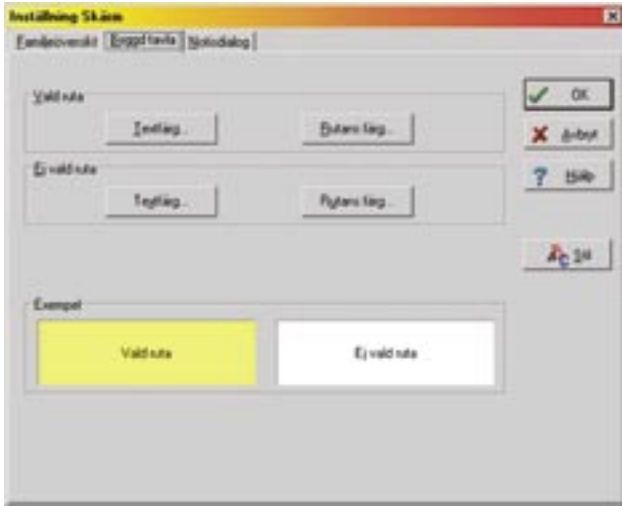 Inställning Skärm
Familjeöversikt Byggd tavla Notisdialog
Vald ruta
Textfärg... Rutans färg...
OK
Avbryt
Ej vald ruta
Textfärg... Rutans färg...
Hjälp
Stil
Exempel
Vald ruta Ej vald ruta